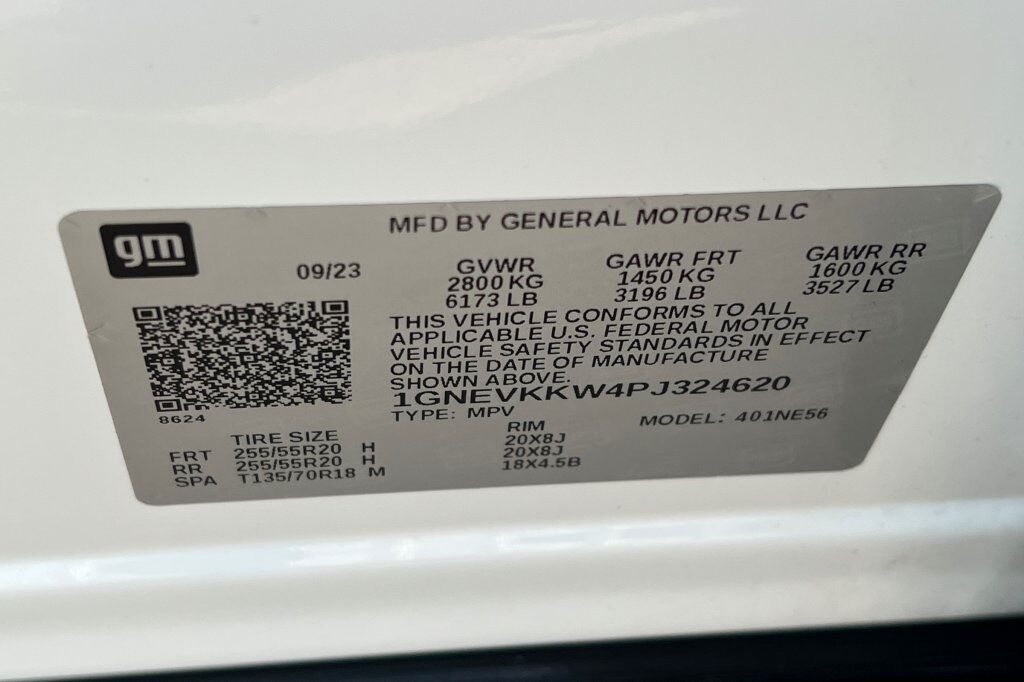 gm
MFD BY GENERAL MOTORS LLC
09/23
GVWR GAWR FRT GAWR RR
2800 KG 1450 KG 1600 KG
6173 LB 3196 LB 3527 LB
THIS VEHICLE CONFORMS TO ALL
APPLICABLE U.S. FEDERAL MOTOR
VEHICLE SAFETY STANDARDS IN EFFECT
ON THE DATE OF MANUFACTURE
SHOWN ABOVE.
1GNEVKKW4PJ324620
8624
TYPE: MPV MODEL: 401NE56
TIRE SIZE RIM
FRT 255/55R20 H 20X8J
RR 255/55R20 H 20X8J
SPA T135/70R18 M 18X4.5B